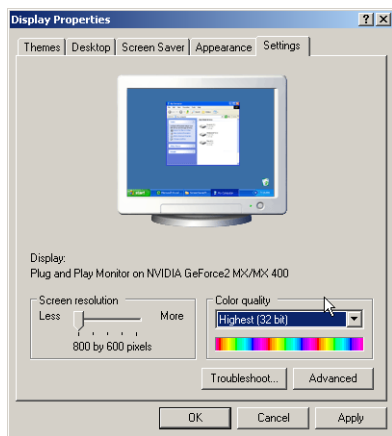 Display Properties
Themes Desktop Screen Saver Appearance Settings
Display:
Plug and Play Monitor on NVIDIA GeForce2 MX/MX 400
Screen resolution
Less More
800 by 600 pixels
Color quality
Highest (32 bit)
Troubleshoot... Advanced
OK Cancel Apply